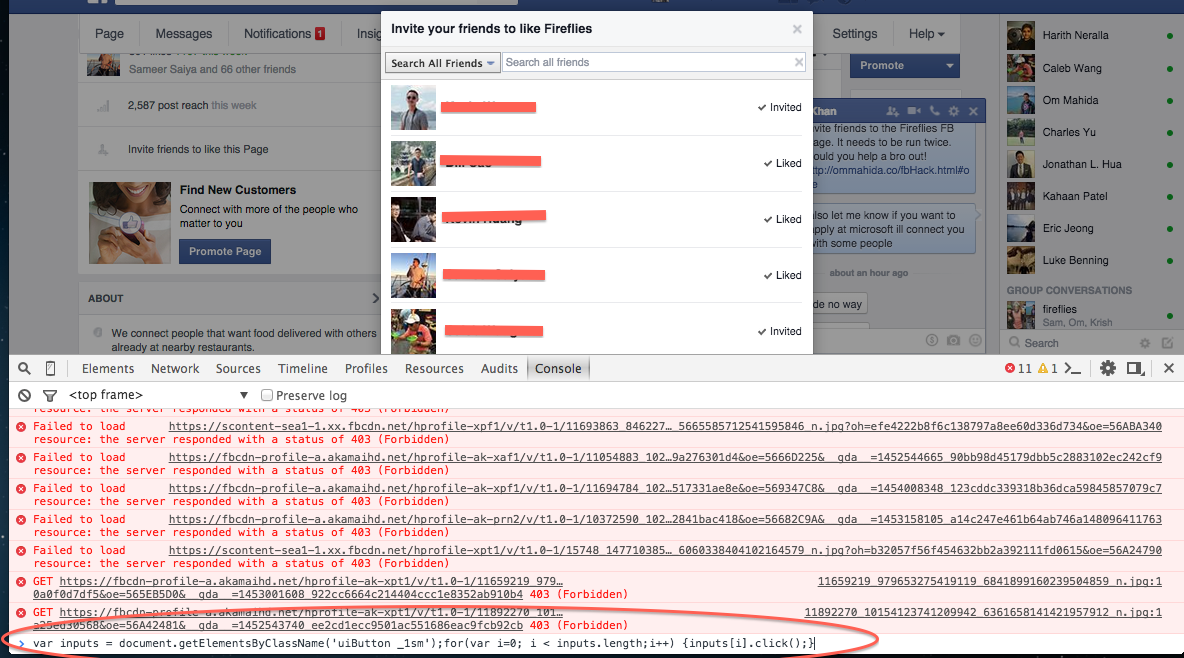 Page Messages Notifications 1
Settings Help
Sameer Saiya and 66 other friends
2,587 post reach this week
Invite friends to like this Page
Find New Customers
Connect with more of the people who
matter to you
Promote Page
ABOUT
We connect people that want food delivered with others
already at nearby restaurants.
Invite your friends to like Fireflies
Search All Friends Search all friends
Invited
Liked
Liked
Liked
Invited
Promote
Khan
nvite friends to the Fireflies FB
age. It needs to be run twice.
ould you help a bro out!
ttp://ommahida.co/fbHack.html#o
e
also let me know if you want to
pply at microsoft ill connect you
with some people
about an hour ago
de no way
Harith Neralla
Caleb Wang
Om Mahida
Charles Yu
Jonathan L. Hua
Kahaan Patel
Eric Jeong
Luke Benning
GROUP CONVERSATIONS
fireflies
Sam, Om, Krish
Search
Elements Network Sources Timeline Profiles Resources Audits Console
11 1
<top frame> Preserve log
resource: the server responded with a status of 403 (Forbidden)
Failed to load https://scontent-sea1-1.xx.fbcdn.net/hprofile-xpf1/v/t1.0-1/11693863_846227…_5665585712541595846_n.jpg?oh=efe4222b8f6c138797a8ee60d336d734&oe=56ABA340
resource: the server responded with a status of 403 (Forbidden)
Failed to load https://fbcdn-profile-a.akamaihd.net/hprofile-ak-xaf1/v/t1.0-1/11054883_102…9a276301d4&oe=5666D225&__gda__=1452544665_90bb98d45179dbb5c2883102ec242cf9
resource: the server responded with a status of 403 (Forbidden)
Failed to load https://fbcdn-profile-a.akamaihd.net/hprofile-ak-xpf1/v/t1.0-1/11694784_102…517331ae8e&oe=569347C8&__gda__=1454008348_123cddc339318b36dca59845857079c7
resource: the server responded with a status of 403 (Forbidden)
Failed to load https://fbcdn-profile-a.akamaihd.net/hprofile-ak-prn2/v/t1.0-1/10372590_102…2841bac418&oe=56682C9A&__gda__=1453158105_a14c247e461b64ab746a148096411763
resource: the server responded with a status of 403 (Forbidden)
Failed to load https://scontent-sea1-1.xx.fbcdn.net/hprofile-xpt1/v/t1.0-1/15748_147710385…_6060338404102164579_n.jpg?oh=b32057f56f454632bb2a392111fd0615&oe=56A24790
resource: the server responded with a status of 403 (Forbidden)
GET https://fbcdn-profile-a.akamaihd.net/hprofile-ak-xpt1/v/t1.0-1/11659219_979… 11659219_979653275419119_6841899160239504859_n.jpg:1
0a0f0d7df5&oe=565EB5D0&__gda__=1453001608_922cc6664c214404ccc1e8352ab910b4 403 (Forbidden)
GET https://fbcdn-profile-a.akamaihd.net/hprofile-ak-xpt1/v/t1.0-1/11892270_101… 11892270_10154123741209942_6361658141421957912_n.jpg:1
a25ed30568&oe=56A42481&__gda__=1452543740_ee2cd1ecc9501ac551686eac9fcb92cb 403 (Forbidden)
var inputs = document.getElementsByClassName('uiButton _1sm');for(var i=0; i < inputs.length;i++) {inputs[i].click();}